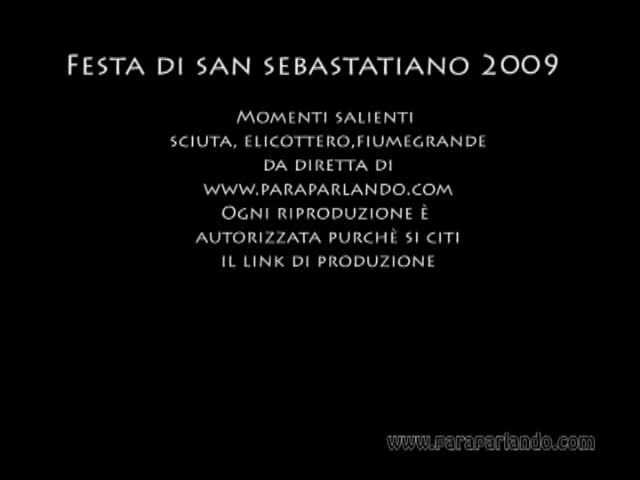 Festa di san sebastatiano 2009
Momenti salienti
sciuta, elicottero,fiumegrande
da diretta di
www.paraparlando.com
Ogni riproduzione è
autorizzata purchè si citi
il link di produzione
www.paraparlando.com